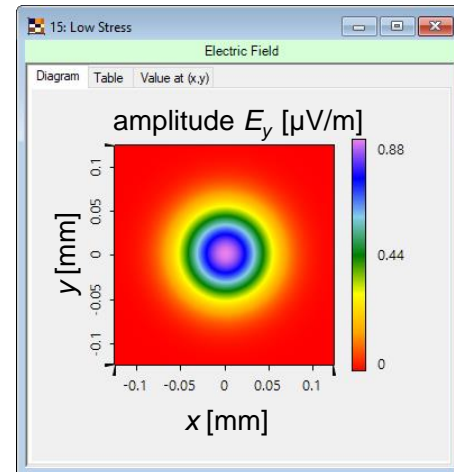 15: Low Stress
Electric Field
Diagram Table Value at (x,y)
amplitude E_y [µV/m]
0.88
0.44
0
0.1
0.05
0
-0.05
-0.1
y [mm]
-0.1 -0.05 0 0.05 0.1
x [mm]